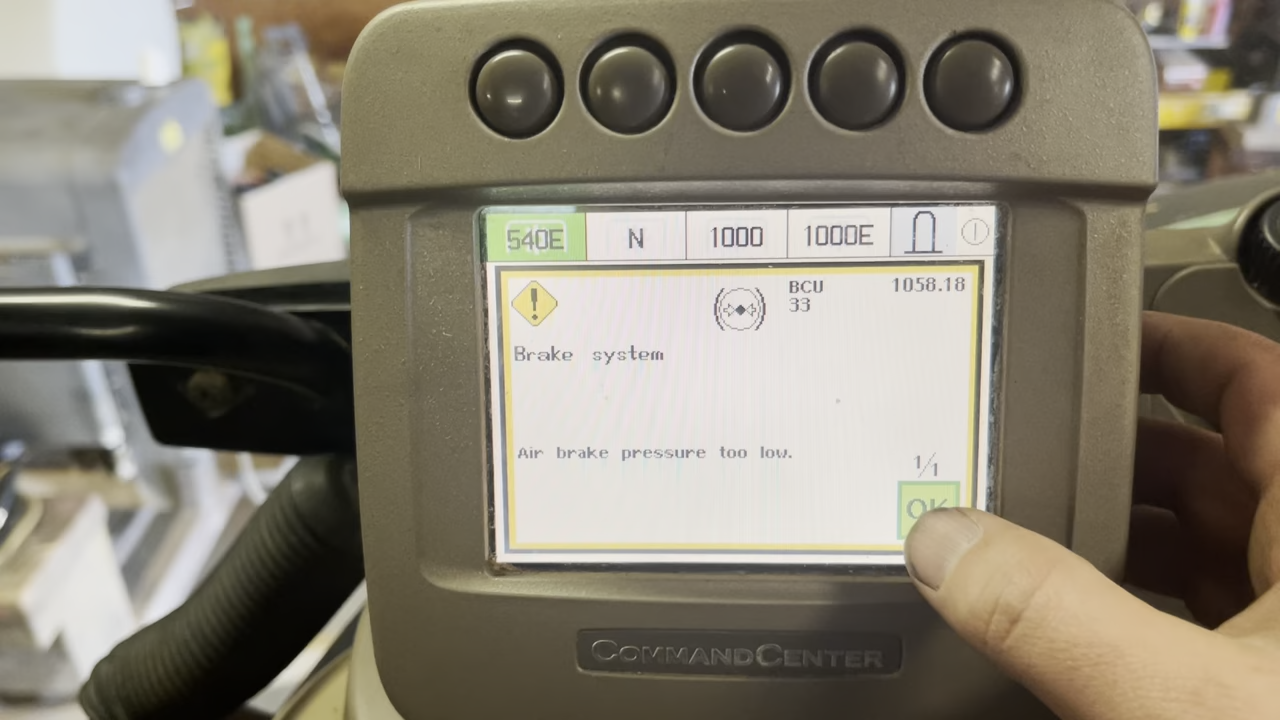 540E N 1000 1000E
BCU 1058.18
33
Brake system
Air brake pressure too low.
1/1
OK
COMMANDCENTER